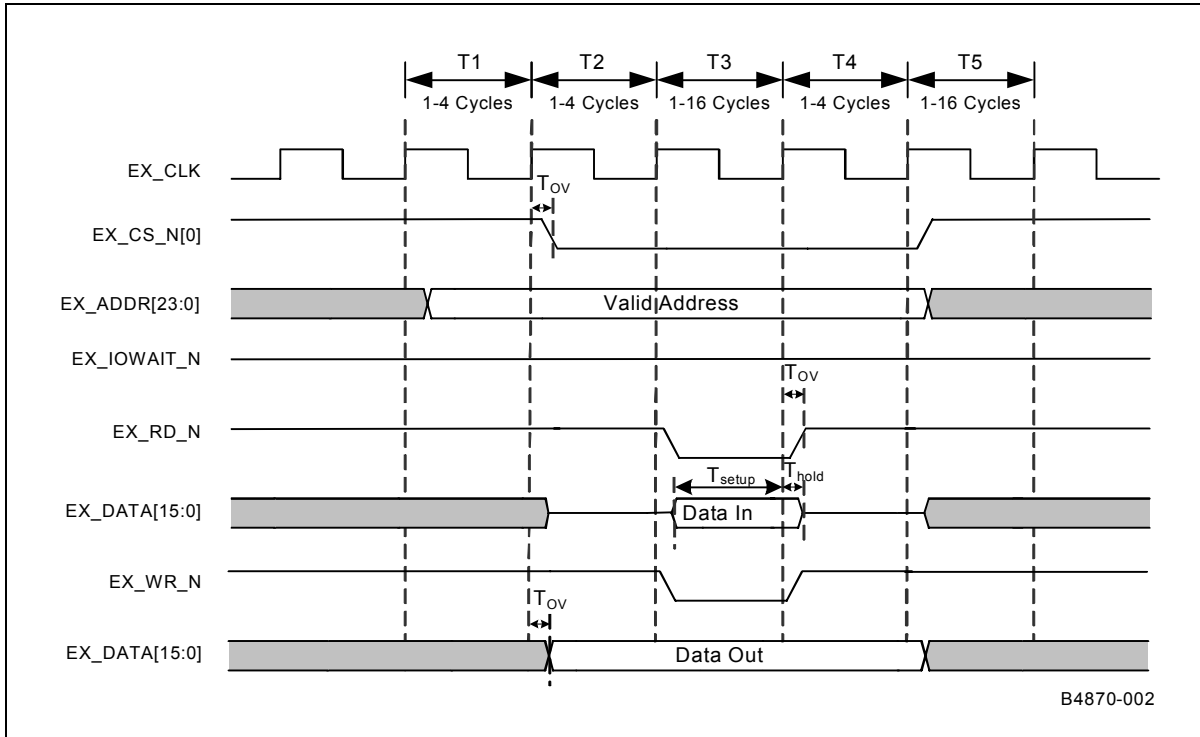 T1 T2 T3 T4 T5
1-4 Cycles 1-4 Cycles 1-16 Cycles 1-4 Cycles 1-16 Cycles
EX_CLK
TOV
EX_CS_N[0]
EX_ADDR[23:0] Valid Address
EX_IOWAIT_N
TOV
EX_RD_N
Tsetup Thold
EX_DATA[15:0] Data In
EX_WR_N
TOV
EX_DATA[15:0] Data Out
B4870-002